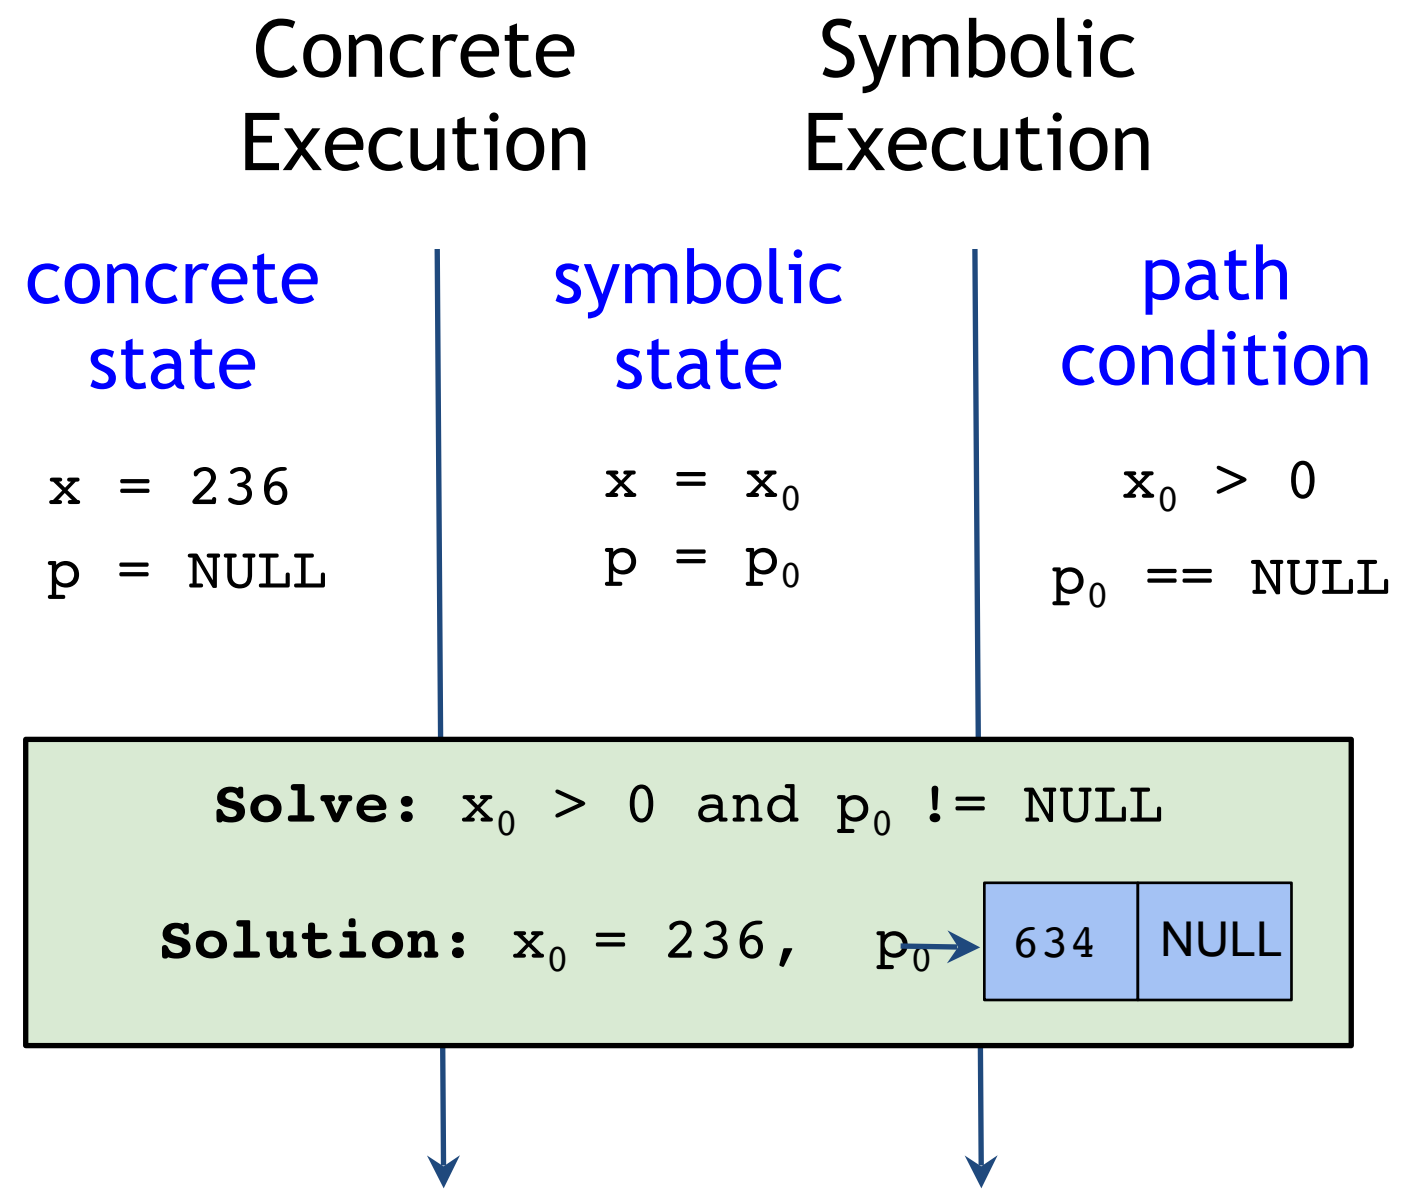 Concrete Execution
Symbolic Execution
concrete state
symbolic state
path condition
x = 236
p = NULL
x₀ > 0
x = x₀
p = p₀
p₀ == NULL
Solve: x₀ > 0 and p₀ != NULL
Solution: x₀ = 236, p₀ 634 NULL